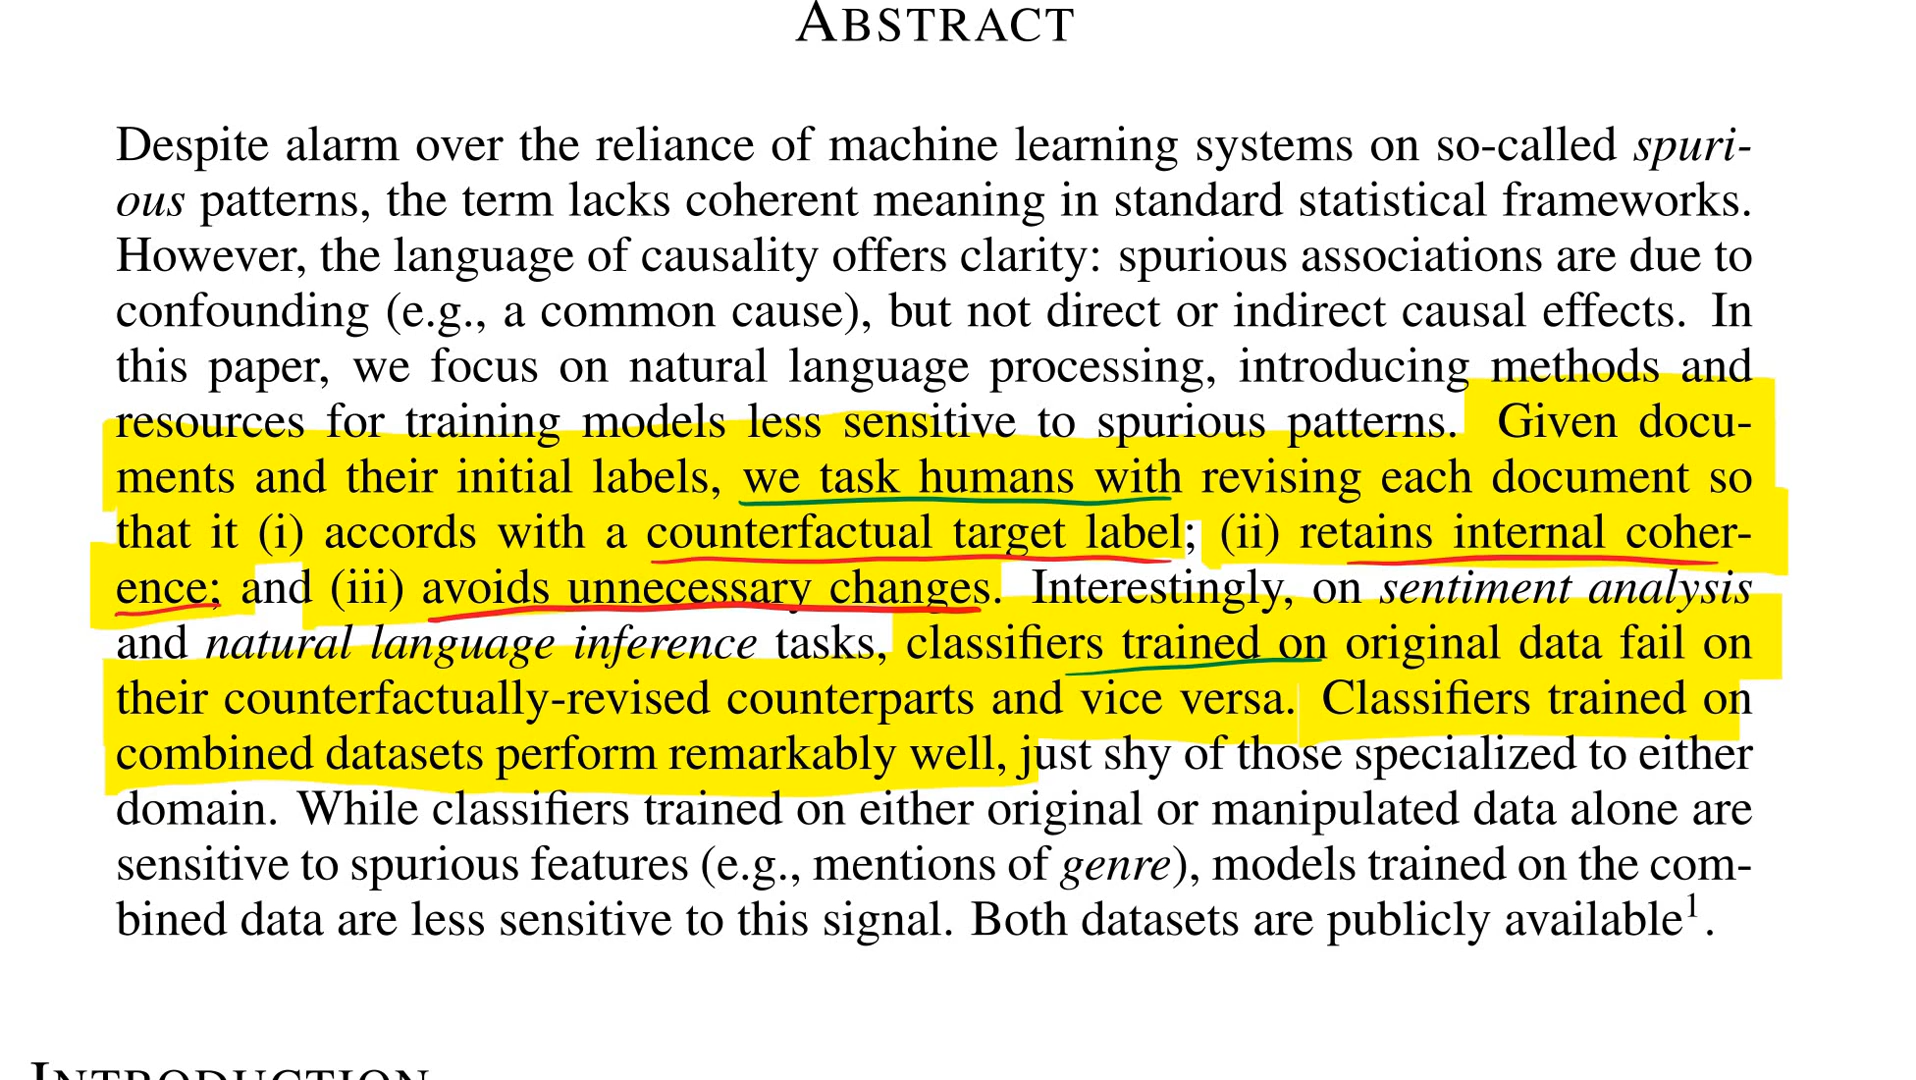 ABSTRACT
Despite alarm over the reliance of machine learning systems on so-called spuri-
ous patterns, the term lacks coherent meaning in standard statistical frameworks.
However, the language of causality offers clarity: spurious associations are due to
confounding (e.g., a common cause), but not direct or indirect causal effects. In
this paper, we focus on natural language processing, introducing methods and
resources for training models less sensitive to spurious patterns. Given docu-
ments and their initial labels, we task humans with revising each document so
that it (i) accords with a counterfactual target label; (ii) retains internal coher-
ence; and (iii) avoids unnecessary changes. Interestingly, on sentiment analysis
and natural language inference tasks, classifiers trained on original data fail on
their counterfactually-revised counterparts and vice versa. Classifiers trained on
combined datasets perform remarkably well, just shy of those specialized to either
domain. While classifiers trained on either original or manipulated data alone are
sensitive to spurious features (e.g., mentions of genre), models trained on the com-
bined data are less sensitive to this signal. Both datasets are publicly available¹.
INTRODUCTION